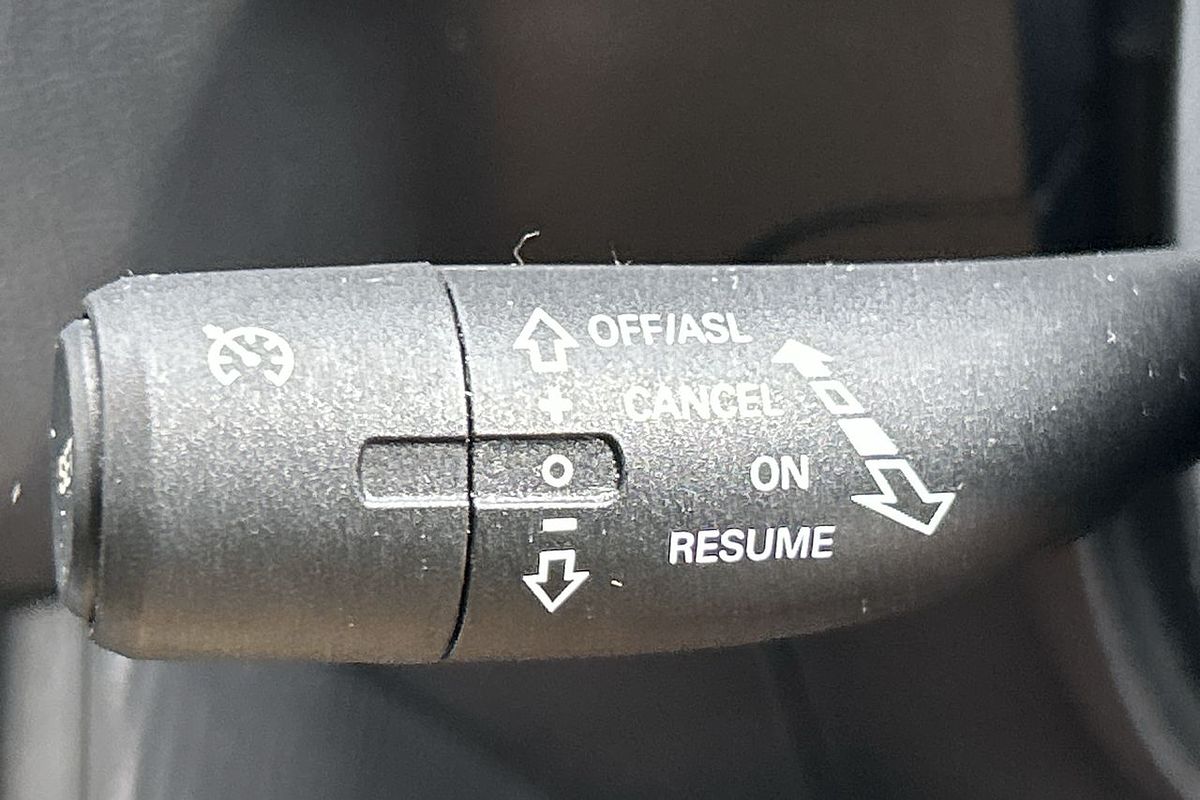 OFF/ASL
+ CANCEL
O ON
- RESUME